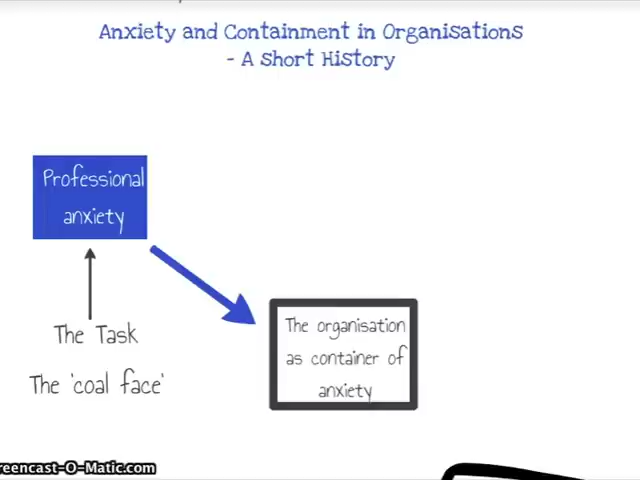 Anxiety and Containment in Organisations
- A short History
Professional
anxiety
The Task
The 'coal face'
The organisation
as container of
anxiety
reencast-O-Matic.com